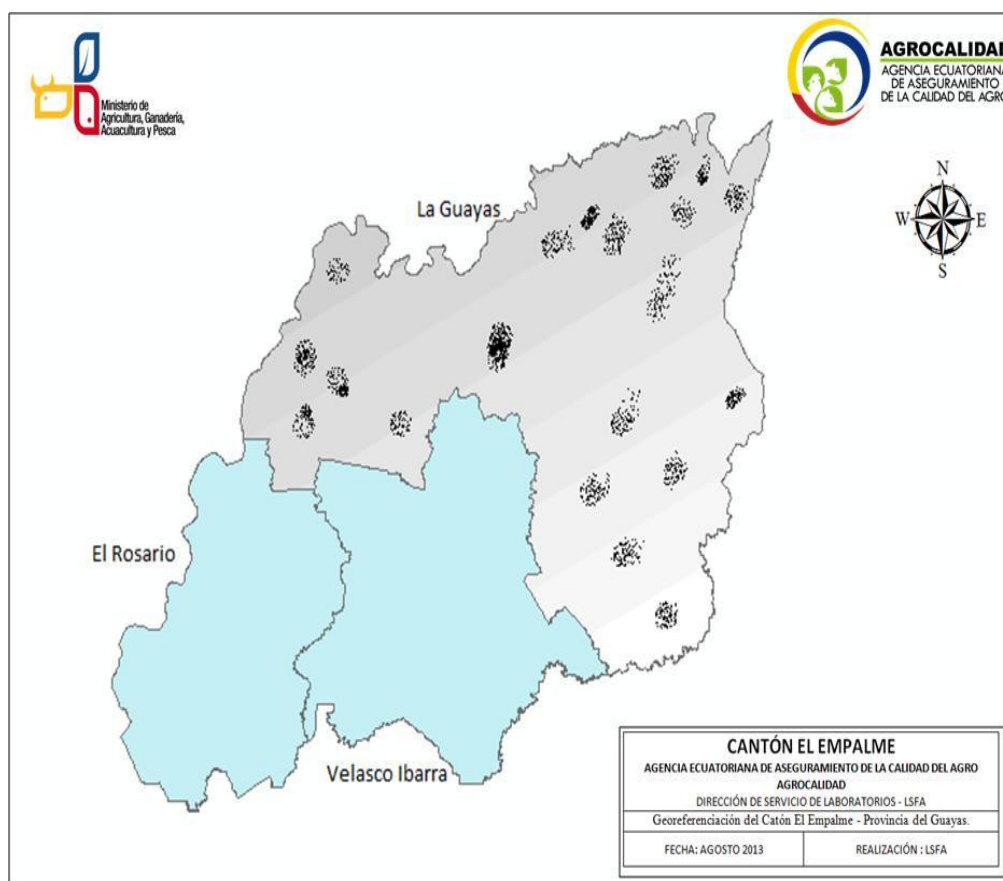 Ministerio de
Agricultura, Ganadería,
Acuacultura y Pesca
AGROCALIDAD
AGENCIA ECUATORIANA
DE ASEGURAMIENTO
DE LA CALIDAD DEL AGRO
N
W E
S
La Guayas
El Rosario
Velasco Ibarra
CANTÓN EL EMPALME
AGENCIA ECUATORIANA DE ASEGURAMIENTO DE LA CALIDAD DEL AGRO
AGROCALIDAD
DIRECCIÓN DE SERVICIO DE LABORATORIOS - LSFA
Georeferenciación del Catón El Empalme - Provincia del Guayas.
FECHA: AGOSTO 2013
REALIZACIÓN : LSFA